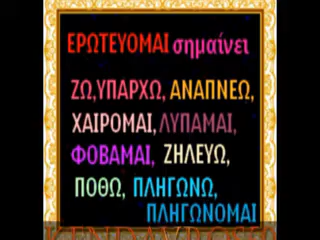 ΕΡΩΤΕΥΟΜΑΙ σημαίνει
ΖΩ,ΥΠΑΡΧΩ, ΑΝΑΠΝΕΩ,
ΧΑΙΡΟΜΑΙ,ΛΥΠΑΜΑΙ,
ΦΟΒΑΜΑΙ, ΖΗΛΕΥΩ,
ΠΟΘΩ, ΠΛΗΓΩΝΩ,
ΠΛΗΓΩΝΟΜΑΙ